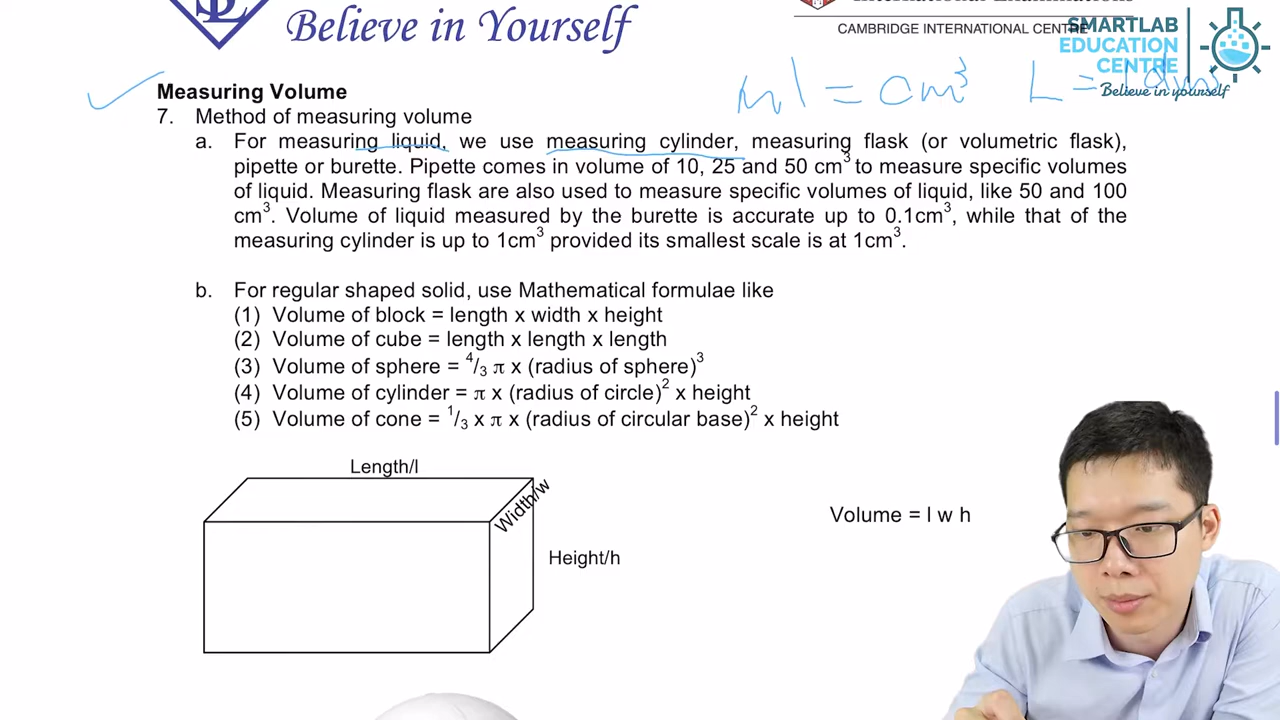 SDL
Believe in Yourself
CAMBRIDGE INTERNATIONAL CENTRE
SMARTLAB
EDUCATION
CENTRE
Believe in yourself
ml = cm³ L = 1dm³
Measuring Volume
7. Method of measuring volume
a. For measuring liquid, we use measuring cylinder, measuring flask (or volumetric flask),
pipette or burette. Pipette comes in volume of 10, 25 and 50 cm³ to measure specific volumes
of liquid. Measuring flask are also used to measure specific volumes of liquid, like 50 and 100
cm³. Volume of liquid measured by the burette is accurate up to 0.1cm³, while that of the
measuring cylinder is up to 1cm³ provided its smallest scale is at 1cm³.
b. For regular shaped solid, use Mathematical formulae like
(1) Volume of block = length x width x height
(2) Volume of cube = length x length x length
(3) Volume of sphere = ⁴/₃ π x (radius of sphere)³
(4) Volume of cylinder = π x (radius of circle)² x height
(5) Volume of cone = ¹/₃ x π x (radius of circular base)² x height
Length/l
Width/w
Height/h
Volume = l w h